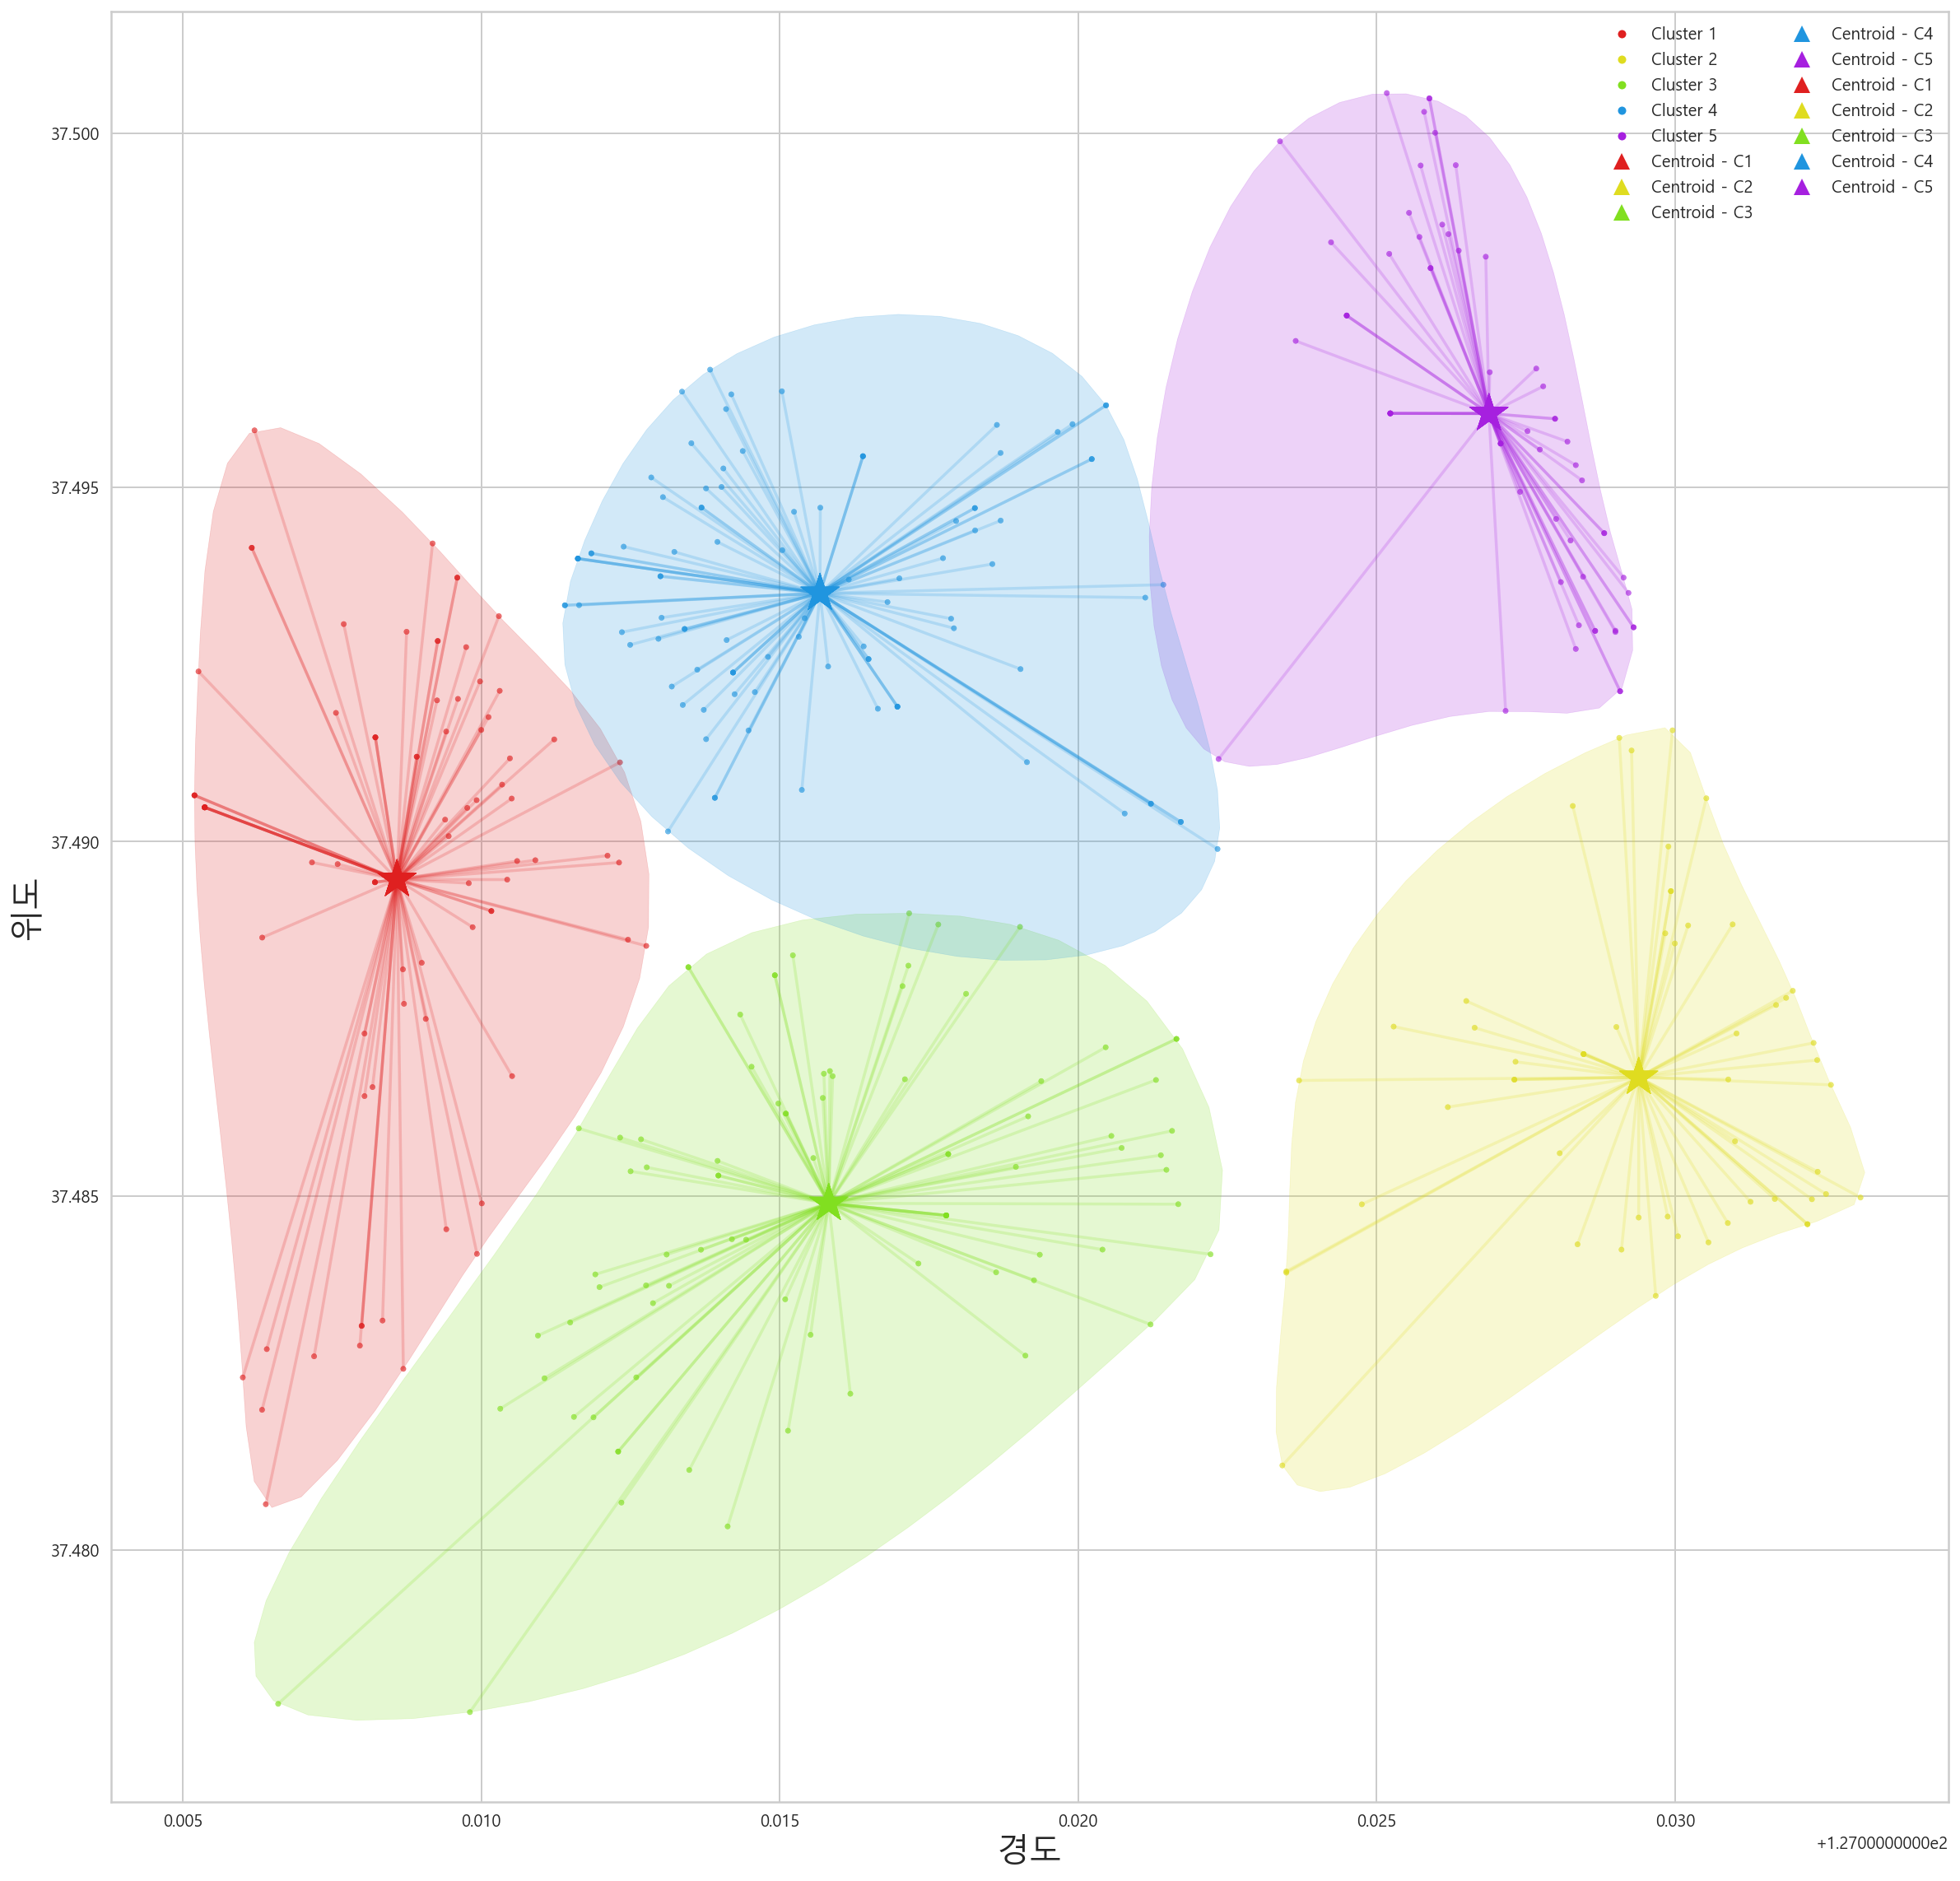 Cluster 1
Cluster 2
Cluster 3
Cluster 4
Cluster 5
Centroid - C1
Centroid - C2
Centroid - C3
Centroid - C4
Centroid - C5
Centroid - C1
Centroid - C2
Centroid - C3
Centroid - C4
Centroid - C5
37.500
37.495
37.490
37.485
37.480
위도
0.005 0.010 0.015 0.020 0.025 0.030
경도
+1.2700000000e2